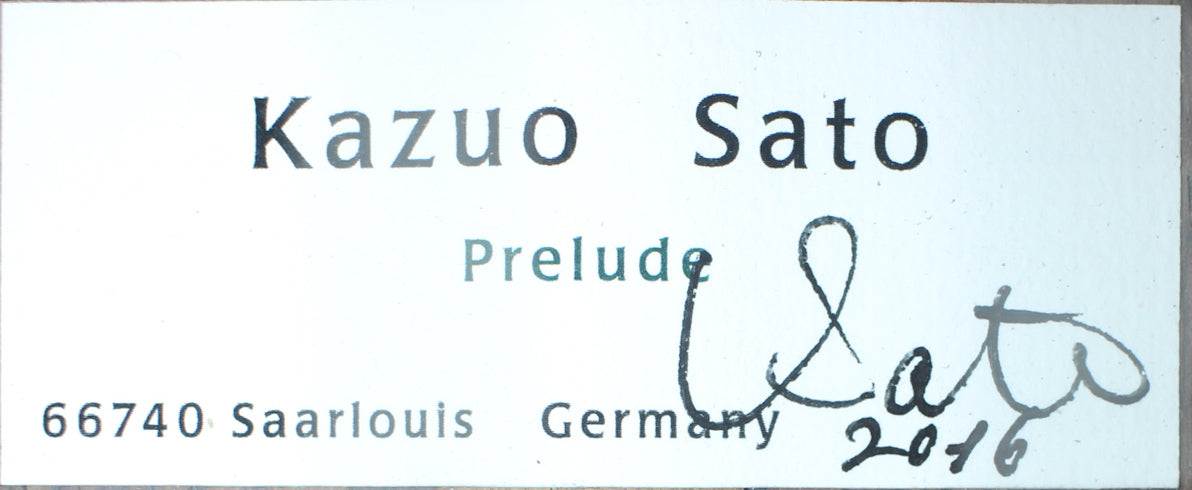 Kazuo Sato
Prelude
66740 Saarlouis Germany
Sato
2016